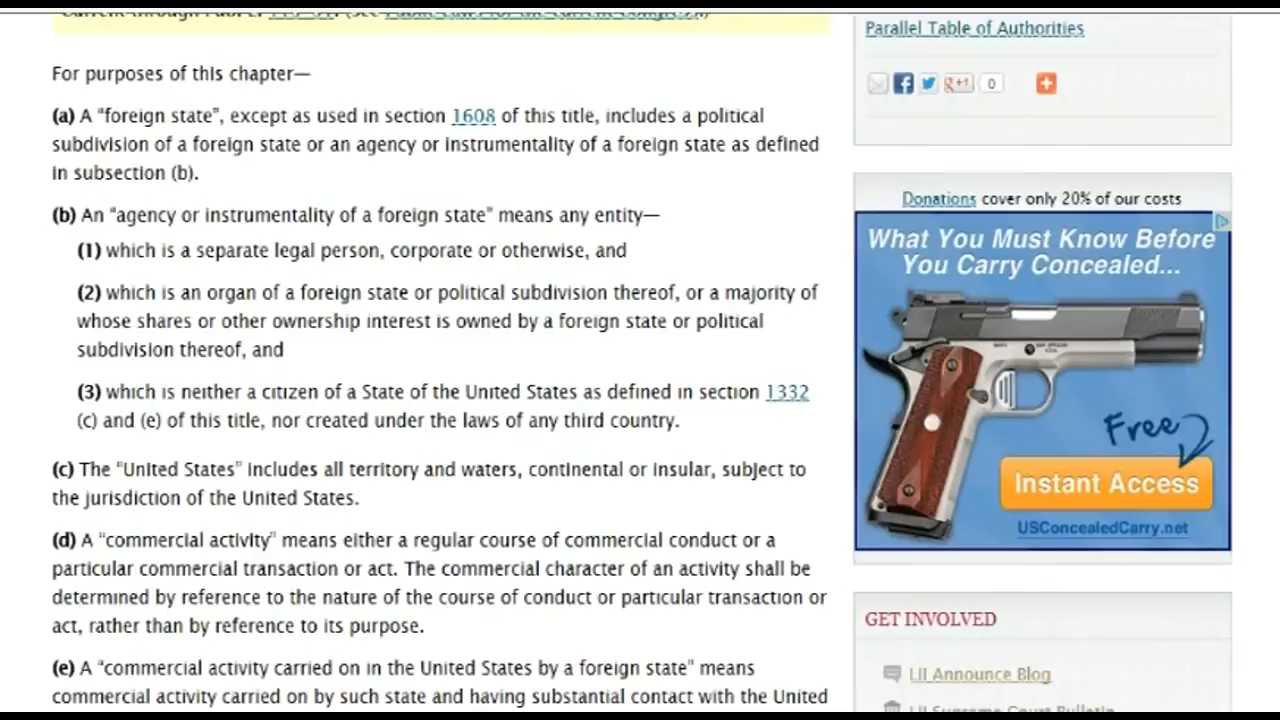 For purposes of this chapter—
(a) A “foreign state”, except as used in section 1608 of this title, includes a political
subdivision of a foreign state or an agency or instrumentality of a foreign state as defined
in subsection (b).
(b) An “agency or instrumentality of a foreign state” means any entity—
(1) which is a separate legal person, corporate or otherwise, and
(2) which is an organ of a foreign state or political subdivision thereof, or a majority of
whose shares or other ownership interest is owned by a foreign state or political
subdivision thereof, and
(3) which is neither a citizen of a State of the United States as defined in section 1332
(c) and (e) of this title, nor created under the laws of any third country.
(c) The “United States” includes all territory and waters, continental or insular, subject to
the jurisdiction of the United States.
(d) A “commercial activity” means either a regular course of commercial conduct or a
particular commercial transaction or act. The commercial character of an activity shall be
determined by reference to the nature of the course of conduct or particular transaction or
act, rather than by reference to its purpose.
(e) A “commercial activity carried on in the United States by a foreign state” means
commercial activity carried on by such state and having substantial contact with the United
Parallel Table of Authorities
+1 0
Donations cover only 20% of our costs
What You Must Know Before
You Carry Concealed...
Free
Instant Access
USConcealedCarry.net
GET INVOLVED
LII Announce Blog
LII Supreme Court Bulletin